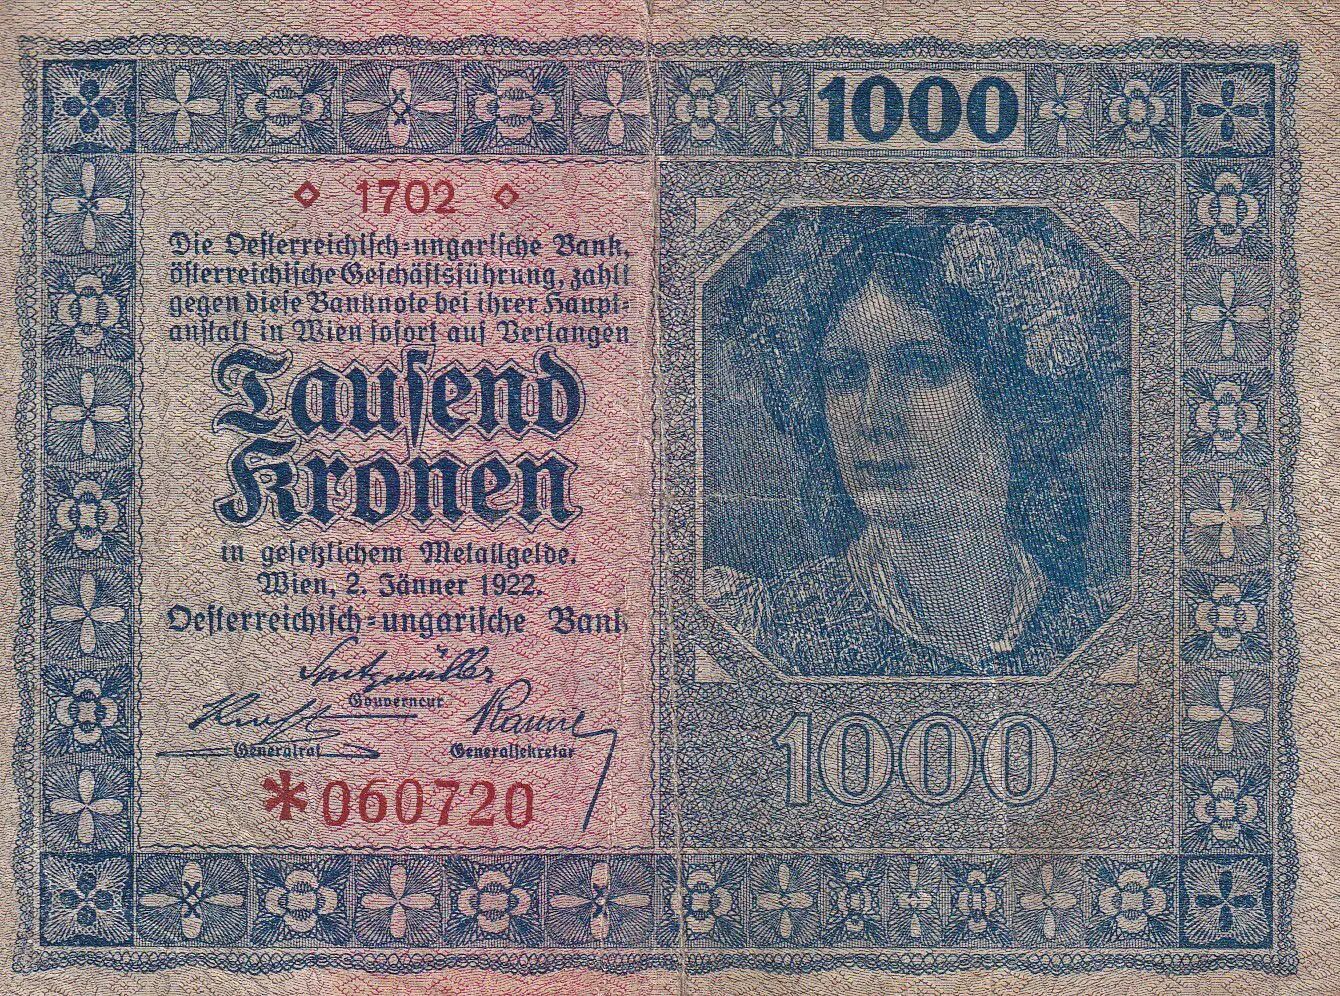 1000
◇ 1702 ◇
Die Oesterreichisch-ungarische Bank,
österreichische Geschäftsführung, zahlt
gegen diese Banknote bei ihrer Haupt-
anstalt in Wien sofort auf Verlangen
Tausend
Kronen
in gesetzlichem Metallgelde.
Wien, 2. Jänner 1922.
Oesterreichisch-ungarische Bank
Spitzmüller
Gouverneur
Generalrat
Generalsekretär
*060720
1000